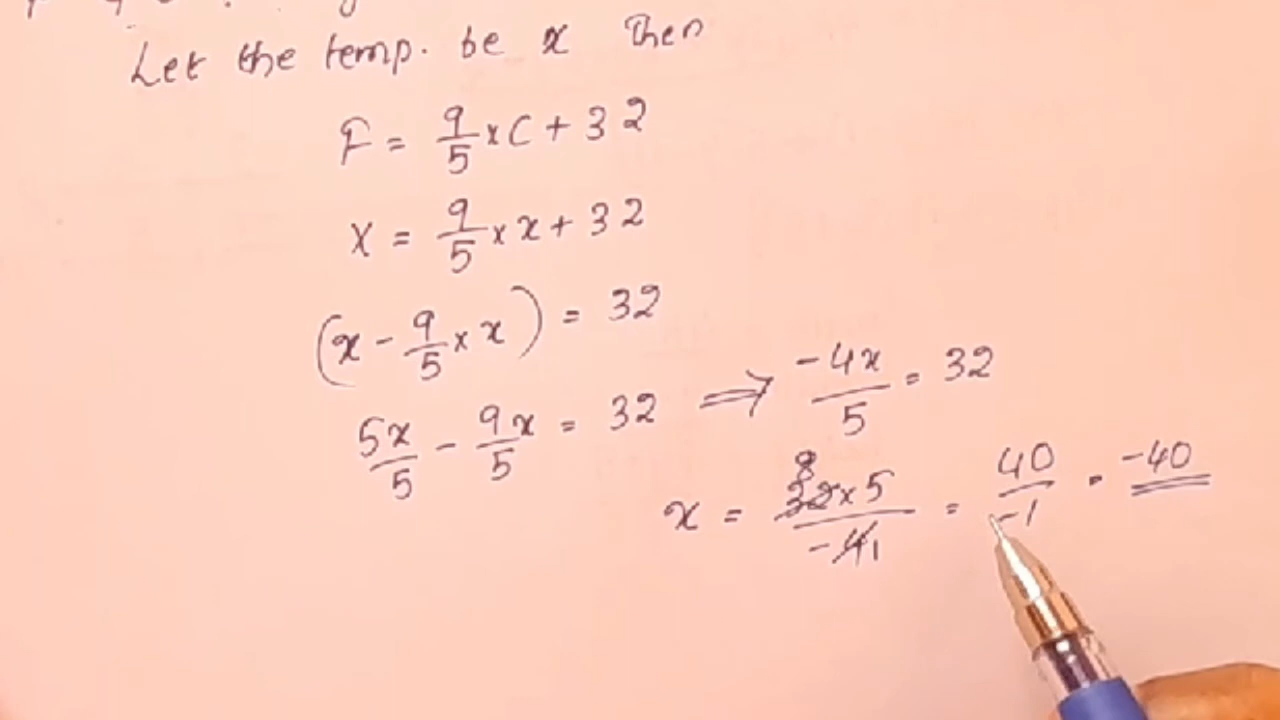 Let the temp. be x Then
F = 9/5 × C + 32
X = 9/5 × x + 32
(x - 9/5 × x) = 32
5x/5 - 9x/5 = 32 ⟹ -4x/5 = 32
x = 8 32 × 5 / -4 1 = 40/-1 = -40